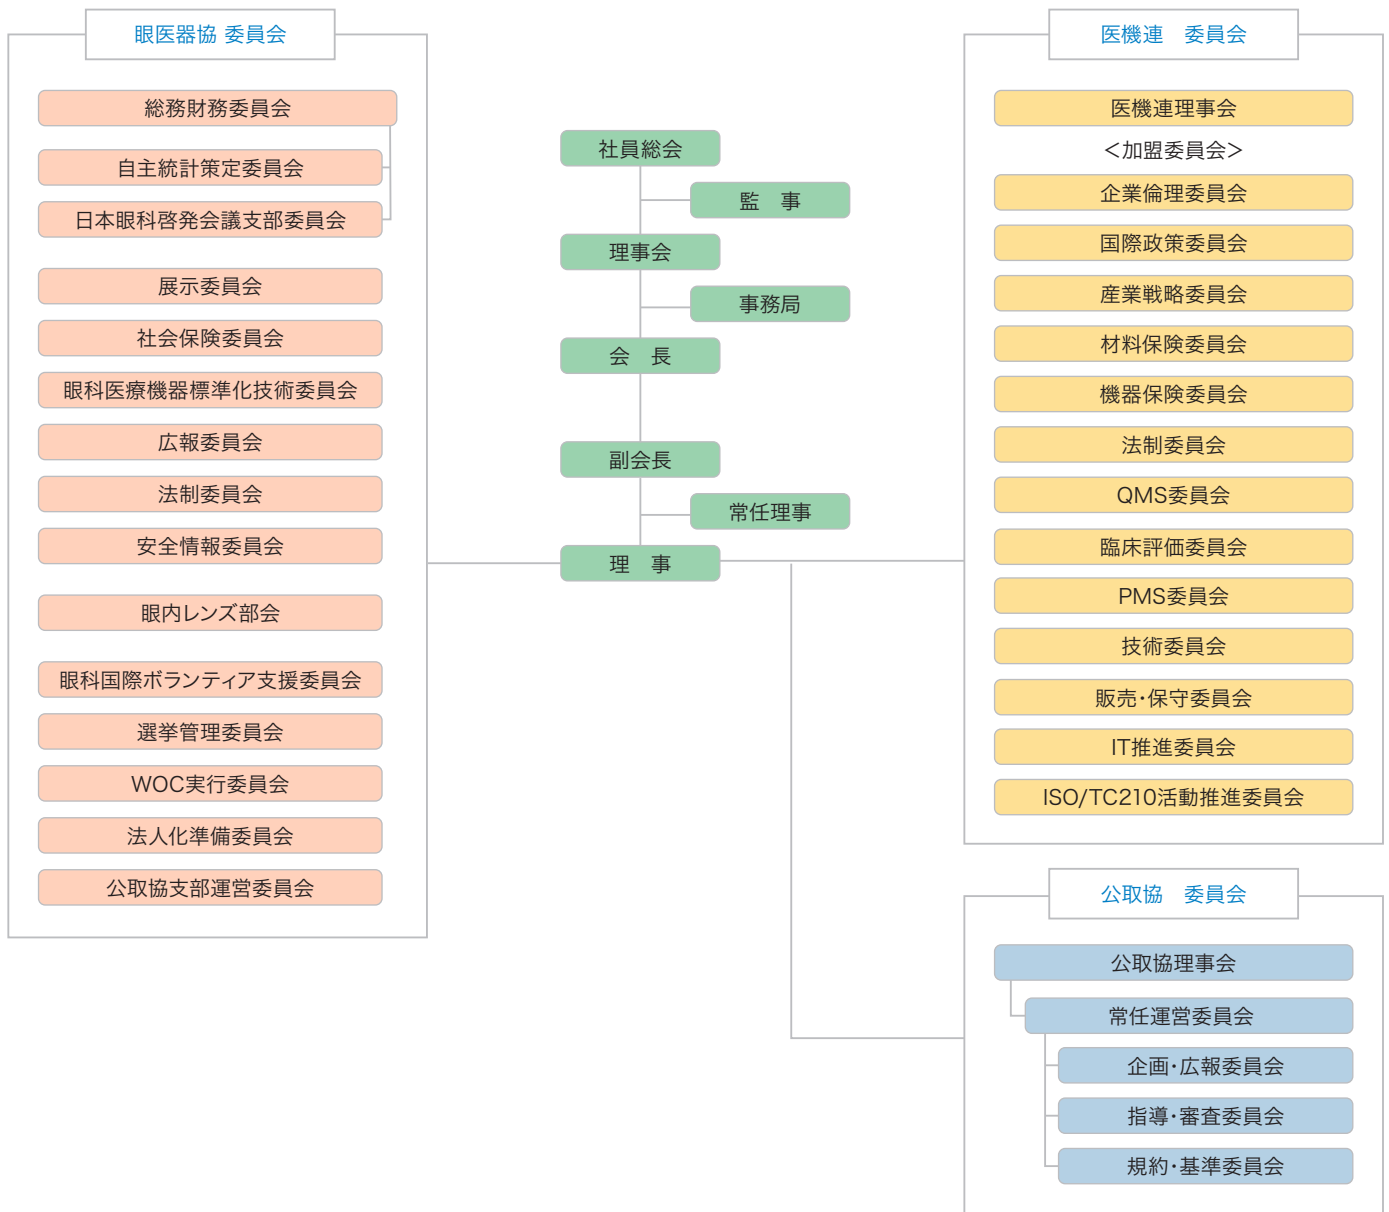 眼医器協 委員会
総務財務委員会
自主統計策定委員会
日本眼科啓発会議支部委員会
展示委員会
社会保険委員会
眼科医療機器標準化技術委員会
広報委員会
法制委員会
安全情報委員会
眼内レンズ部会
眼科国際ボランティア支援委員会
選挙管理委員会
WOC実行委員会
法人化準備委員会
公取協支部運営委員会
社員総会
監　事
理事会
事務局
会　長
副会長
常任理事
理　事
医機連　委員会
医機連理事会
＜加盟委員会＞
企業倫理委員会
国際政策委員会
産業戦略委員会
材料保険委員会
機器保険委員会
法制委員会
QMS委員会
臨床評価委員会
PMS委員会
技術委員会
販売・保守委員会
IT推進委員会
ISO/TC210活動推進委員会
公取協　委員会
公取協理事会
常任運営委員会
企画・広報委員会
指導・審査委員会
規約・基準委員会